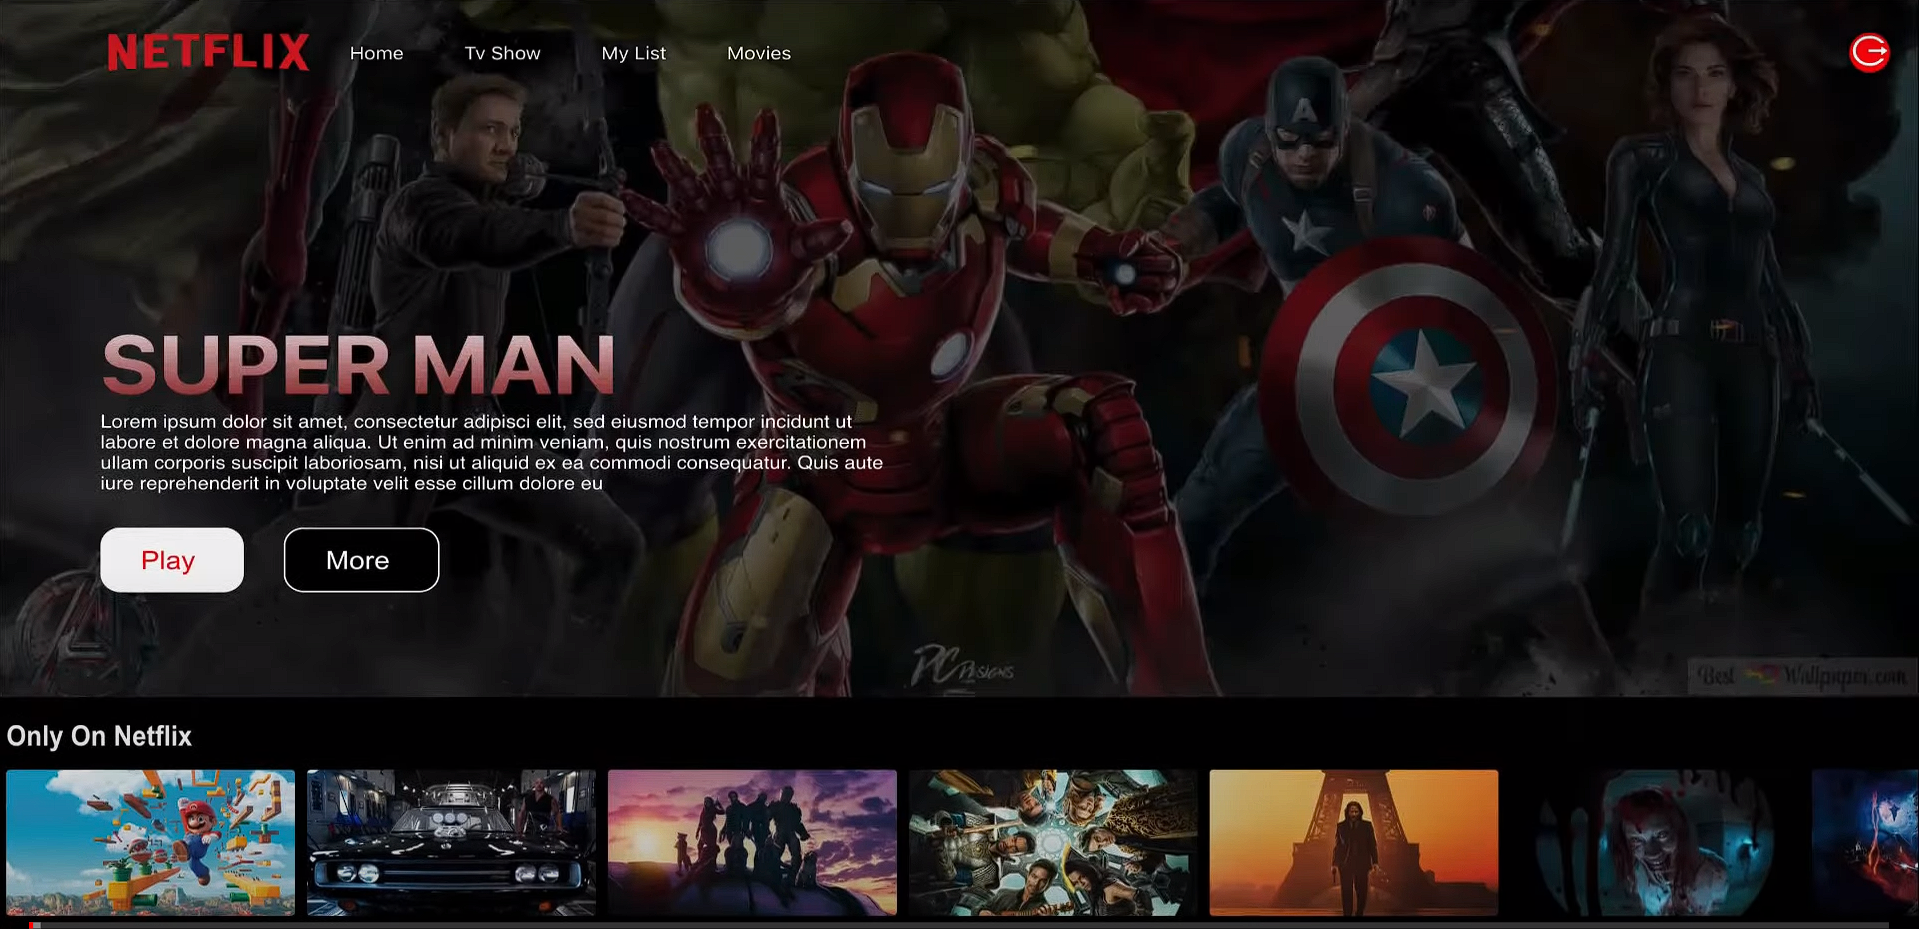 NETFLIX
Home
Tv Show
My List
Movies
A
SUPER MAN
Lorem ipsum dolor sit amet, consectetur adipisci elit, sed eiusmod tempor incidunt ut
labore et dolore magna aliqua. Ut enim ad minim veniam, quis nostrum exercitationem
ullam corporis suscipit laboriosam, nisi ut aliquid ex ea commodi consequatur. Quis aute
iure reprehenderit in voluptate velit esse cillum dolore eu
Play
More
PC DESIGNS
Best Wallpaper.com
Only On Netflix